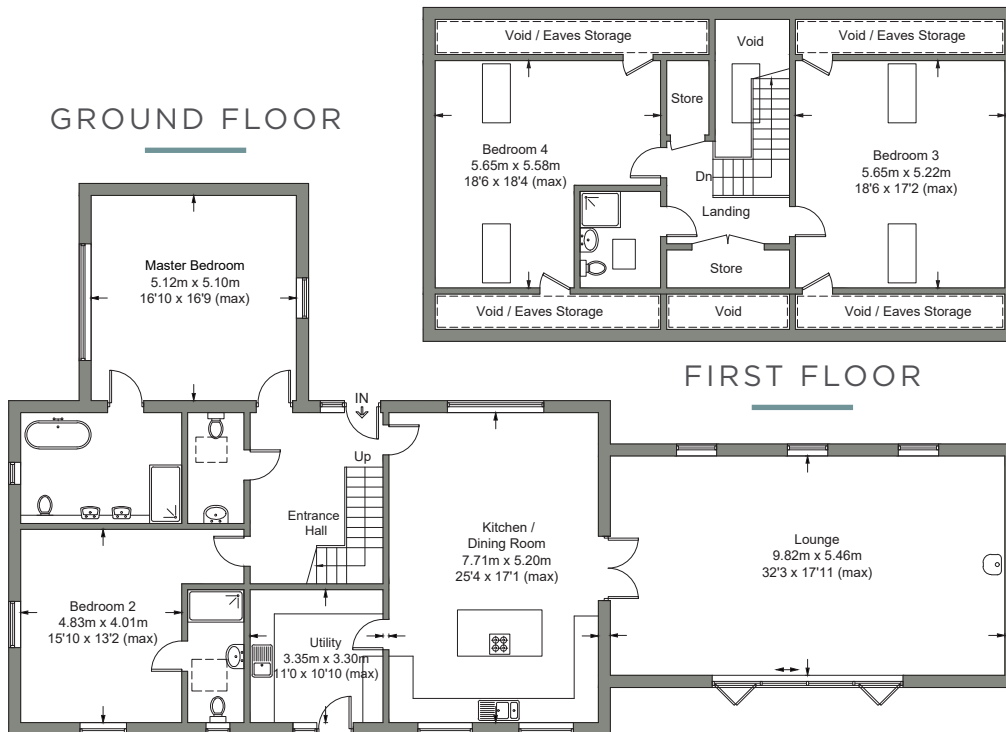 GROUND FLOOR
Master Bedroom
5.12m x 5.10m
16'10 x 16'9 (max)
IN
Up
Entrance
Hall
Kitchen /
Dining Room
7.71m x 5.20m
25'4 x 17'1 (max)
Lounge
9.82m x 5.46m
32'3 x 17'11 (max)
Bedroom 2
4.83m x 4.01m
15'10 x 13'2 (max)
Utility
3.35m x 3.30m
11'0 x 10'10 (max)
Void / Eaves Storage
Void
Void / Eaves Storage
Store
Bedroom 4
5.65m x 5.58m
18'6 x 18'4 (max)
Bedroom 3
5.65m x 5.22m
18'6 x 17'2 (max)
Dn
Landing
Store
Void / Eaves Storage
Void
Void / Eaves Storage
FIRST FLOOR